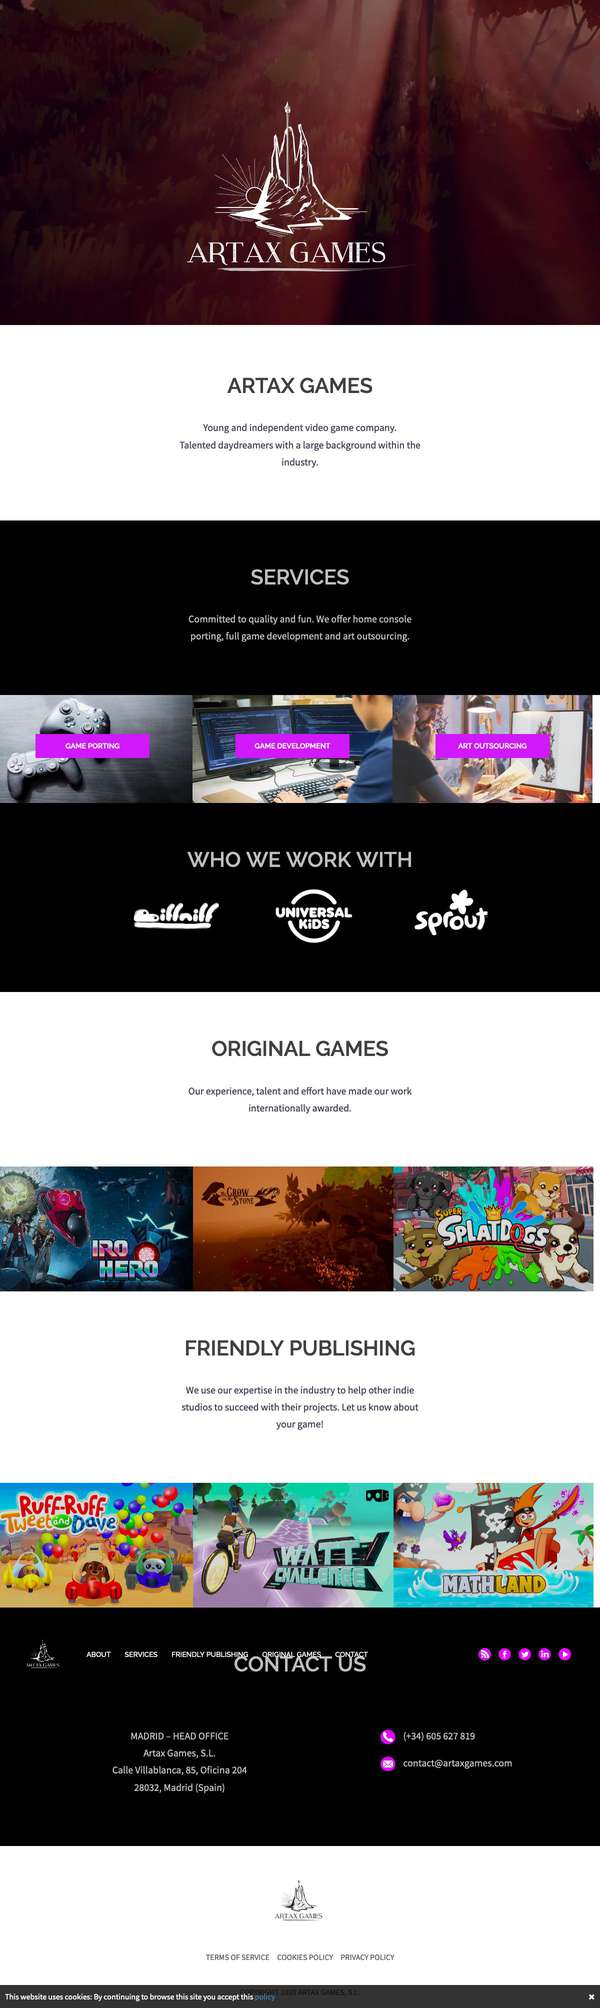 ARTAX GAMES
ARTAX GAMES
Young and independent video game company.
Talented daydreamers with a large background within the
industry.
SERVICES
Committed to quality and fun. We offer home console
porting, full game development and art outsourcing.
GAME PORTING
GAME DEVELOPMENT
ART OUTSORCING
WHO WE WORK WITH
UNIVERSAL
KiDS
sprout
ORIGINAL GAMES
Our experience, talent and effort have made our work
internationally awarded.
IRO
HERO
THE CROW
STONE
SUPER
SPLATDOGS
FRIENDLY PUBLISHING
We use our expertise in the industry to help other indie
studios to succeed with their projects. Let us know about
your game!
RUFF-RUFF
TWEET and DAVE
WATT
CHALLENGE
MATHLAND
ARTAX GAMES
ABOUT SERVICES FRIENDLY PUBLISHING ORIGINAL GAMES CONTACT
CONTACT US
MADRID – HEAD OFFICE
Artax Games, S.L.
Calle Villablanca, 85, Oficina 204
28032, Madrid (Spain)
(+34) 605 627 819
contact@artaxgames.com
ARTAX GAMES
TERMS OF SERVICE COOKIES POLICY PRIVACY POLICY
ARTAX GAMES, S.L.
This website uses cookies: By continuing to browse this site you accept this policy